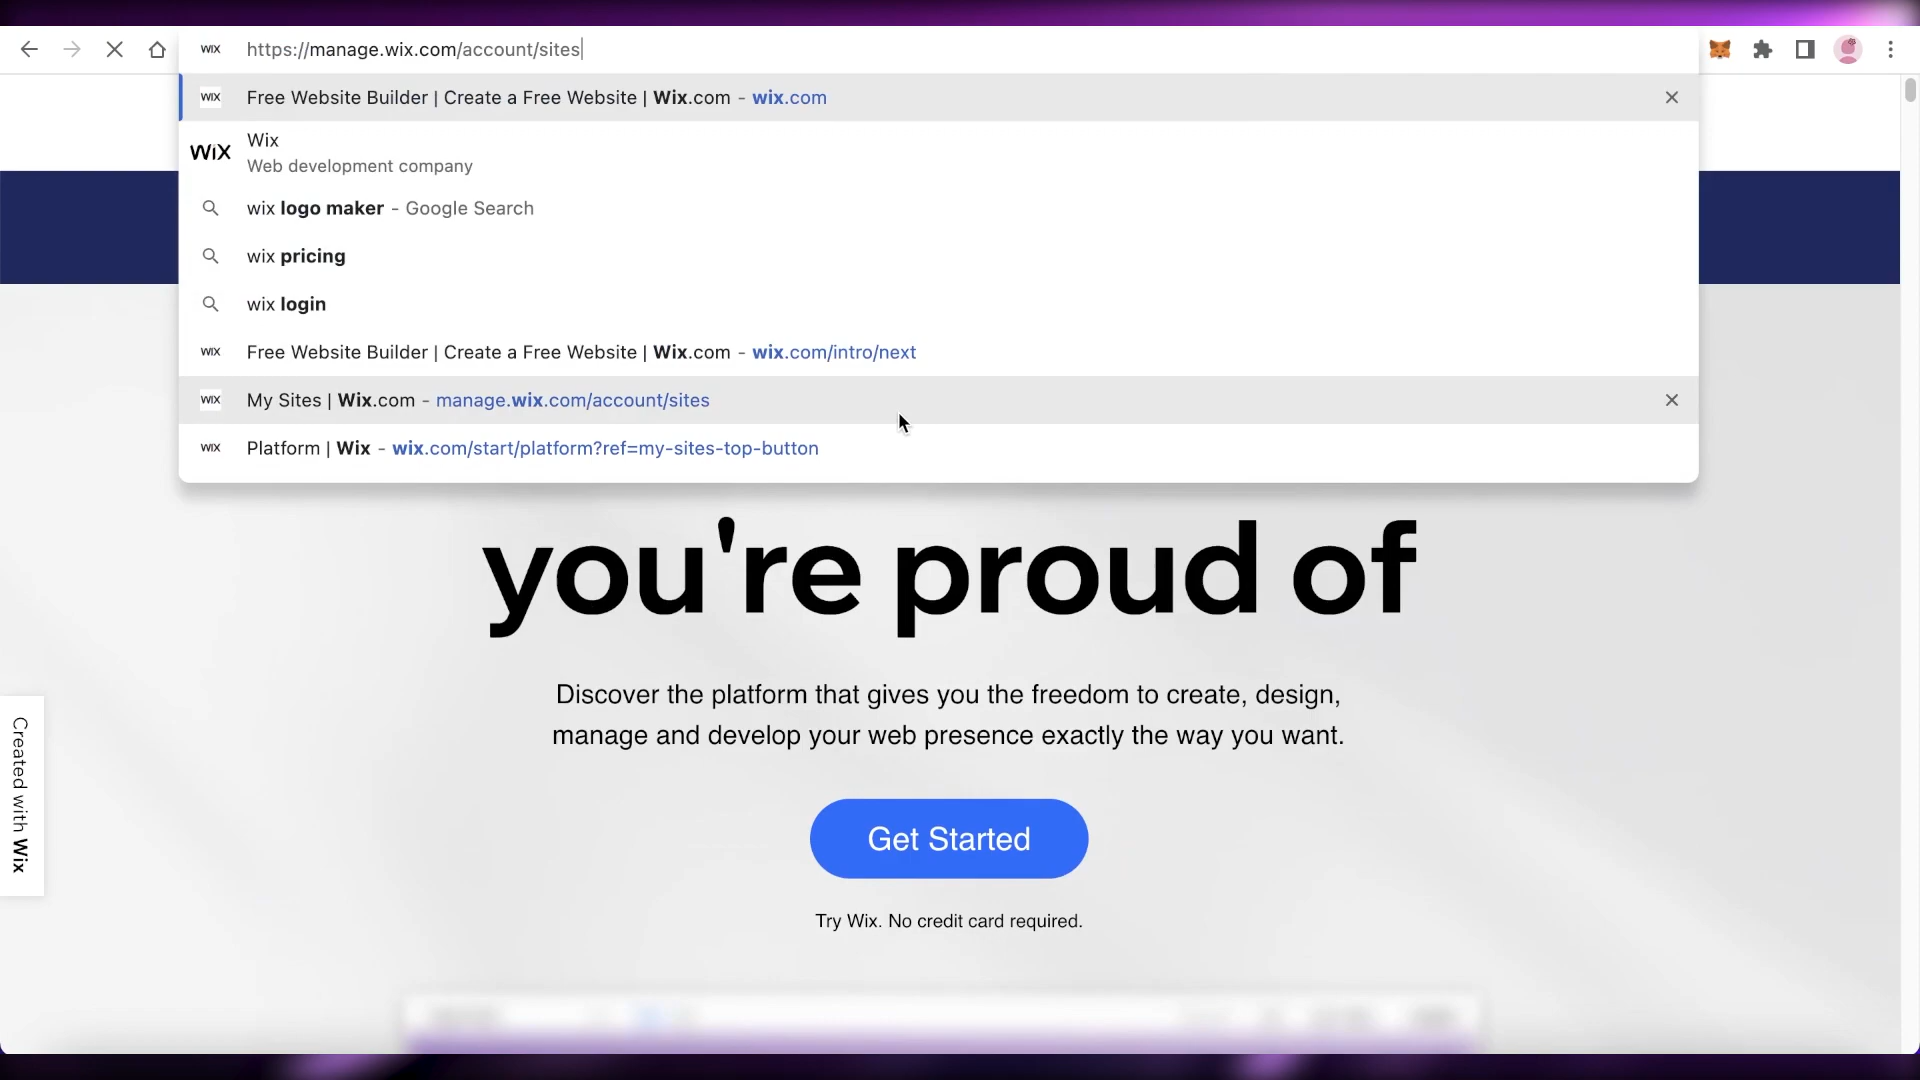 WIX https://manage.wix.com/account/sites
WIX Free Website Builder | Create a Free Website | Wix.com - wix.com
WIX Wix
Web development company
wix logo maker - Google Search
wix pricing
wix login
WIX Free Website Builder | Create a Free Website | Wix.com - wix.com/intro/next
WIX My Sites | Wix.com - manage.wix.com/account/sites
WIX Platform | Wix - wix.com/start/platform?ref=my-sites-top-button
you're proud of
Discover the platform that gives you the freedom to create, design,
manage and develop your web presence exactly the way you want.
Get Started
Try Wix. No credit card required.
Created with Wix